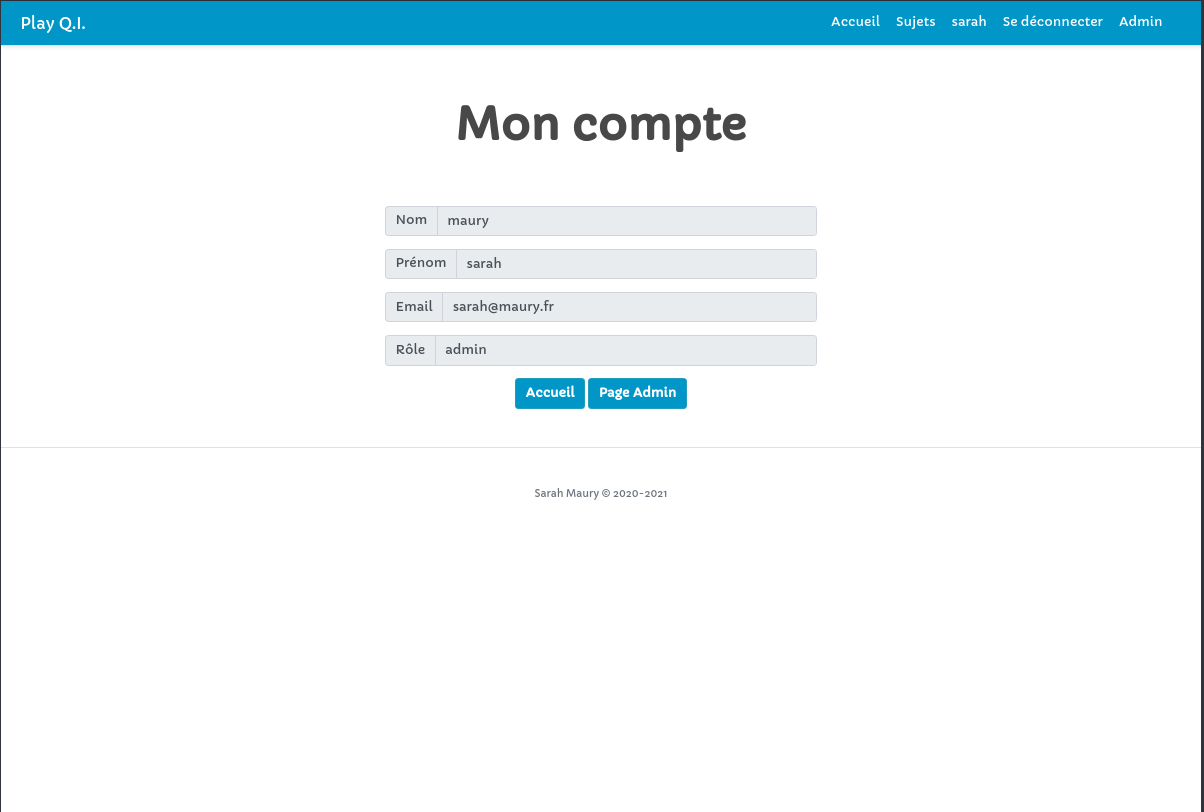 Play Q.I. Accueil Sujets sarah Se déconnecter Admin
Mon compte
Nom maury
Prénom sarah
Email sarah@maury.fr
Rôle admin
Accueil Page Admin
Sarah Maury © 2020-2021